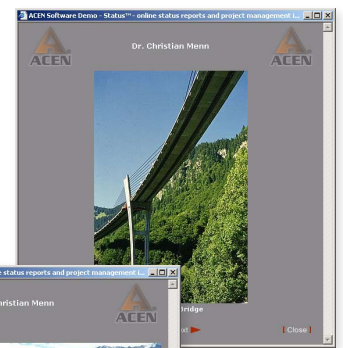 ACEN Software Demo - Status™ - online status reports and project management i...
ACEN
Dr. Christian Menn
ACEN
Bridge
| Close |
e status reports and project management i...
hristian Menn
ACEN